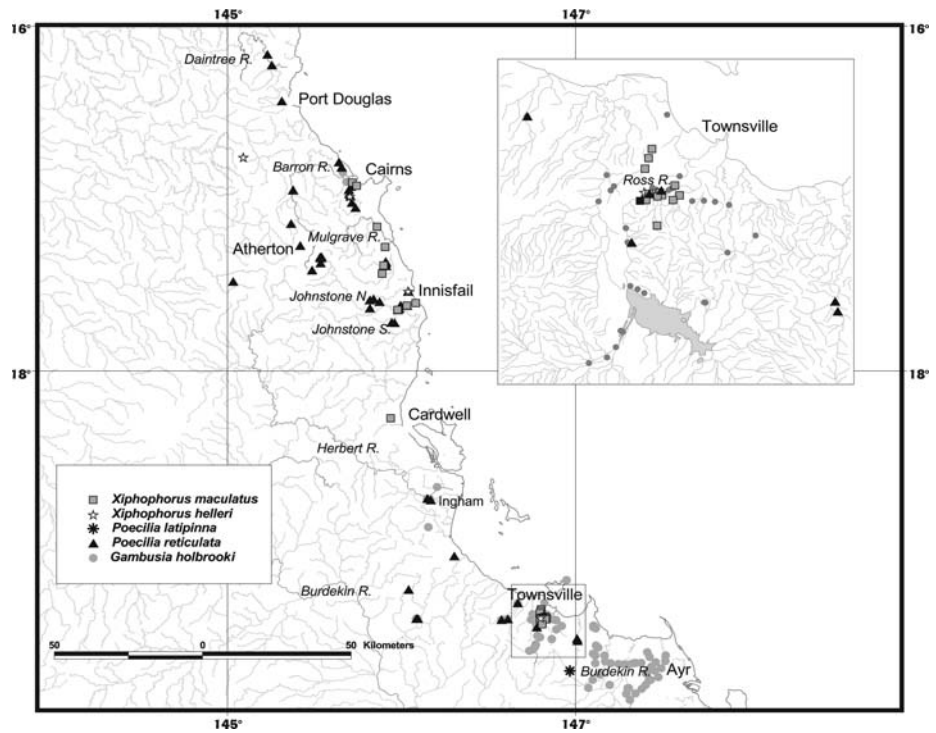 145° 147°
16° 16°
Daintree R.
Port Douglas
Townsville
Barron R. Cairns
Ross R.
Mulgrave R.
Atherton
Johnstone N. Innisfail
Johnstone S.
18° 18°
Cardwell
Herbert R.
Xiphophorus maculatus
Ingham
Xiphophorus helleri
Poecilia latipinna
Poecilia reticulata
Gambusia holbrooki
Burdekin R. Townsville
50 0 50 Kilometers
Burdekin R. Ayr
145° 147°